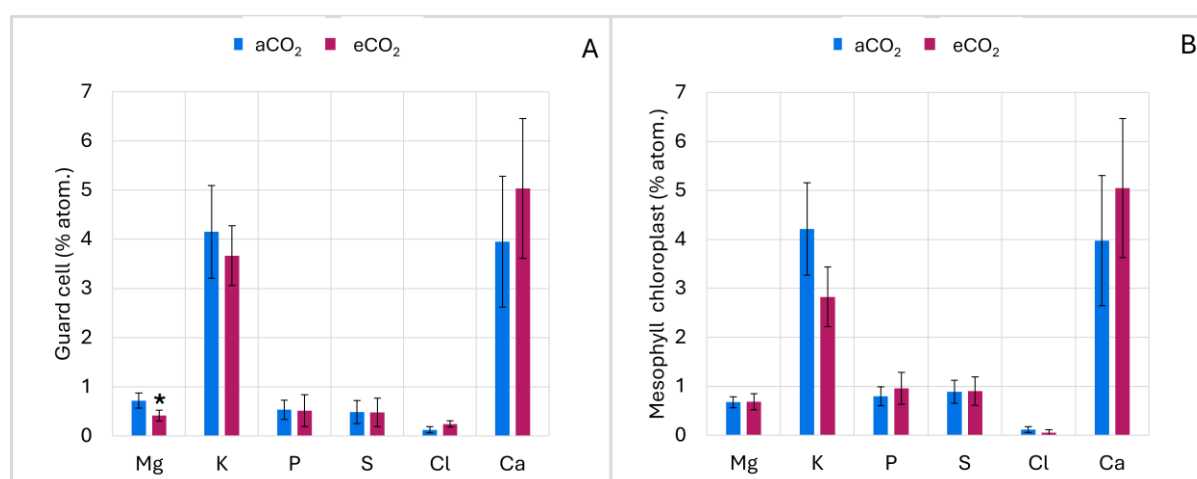 aCO₂ eCO₂
A
7
6
5
4
3
2
1
0
Guard cell (% atom.)
*
Mg K P S Cl Ca
aCO₂ eCO₂
B
7
6
5
4
3
2
1
0
Mesophyll chloroplast (% atom.)
Mg K P S Cl Ca